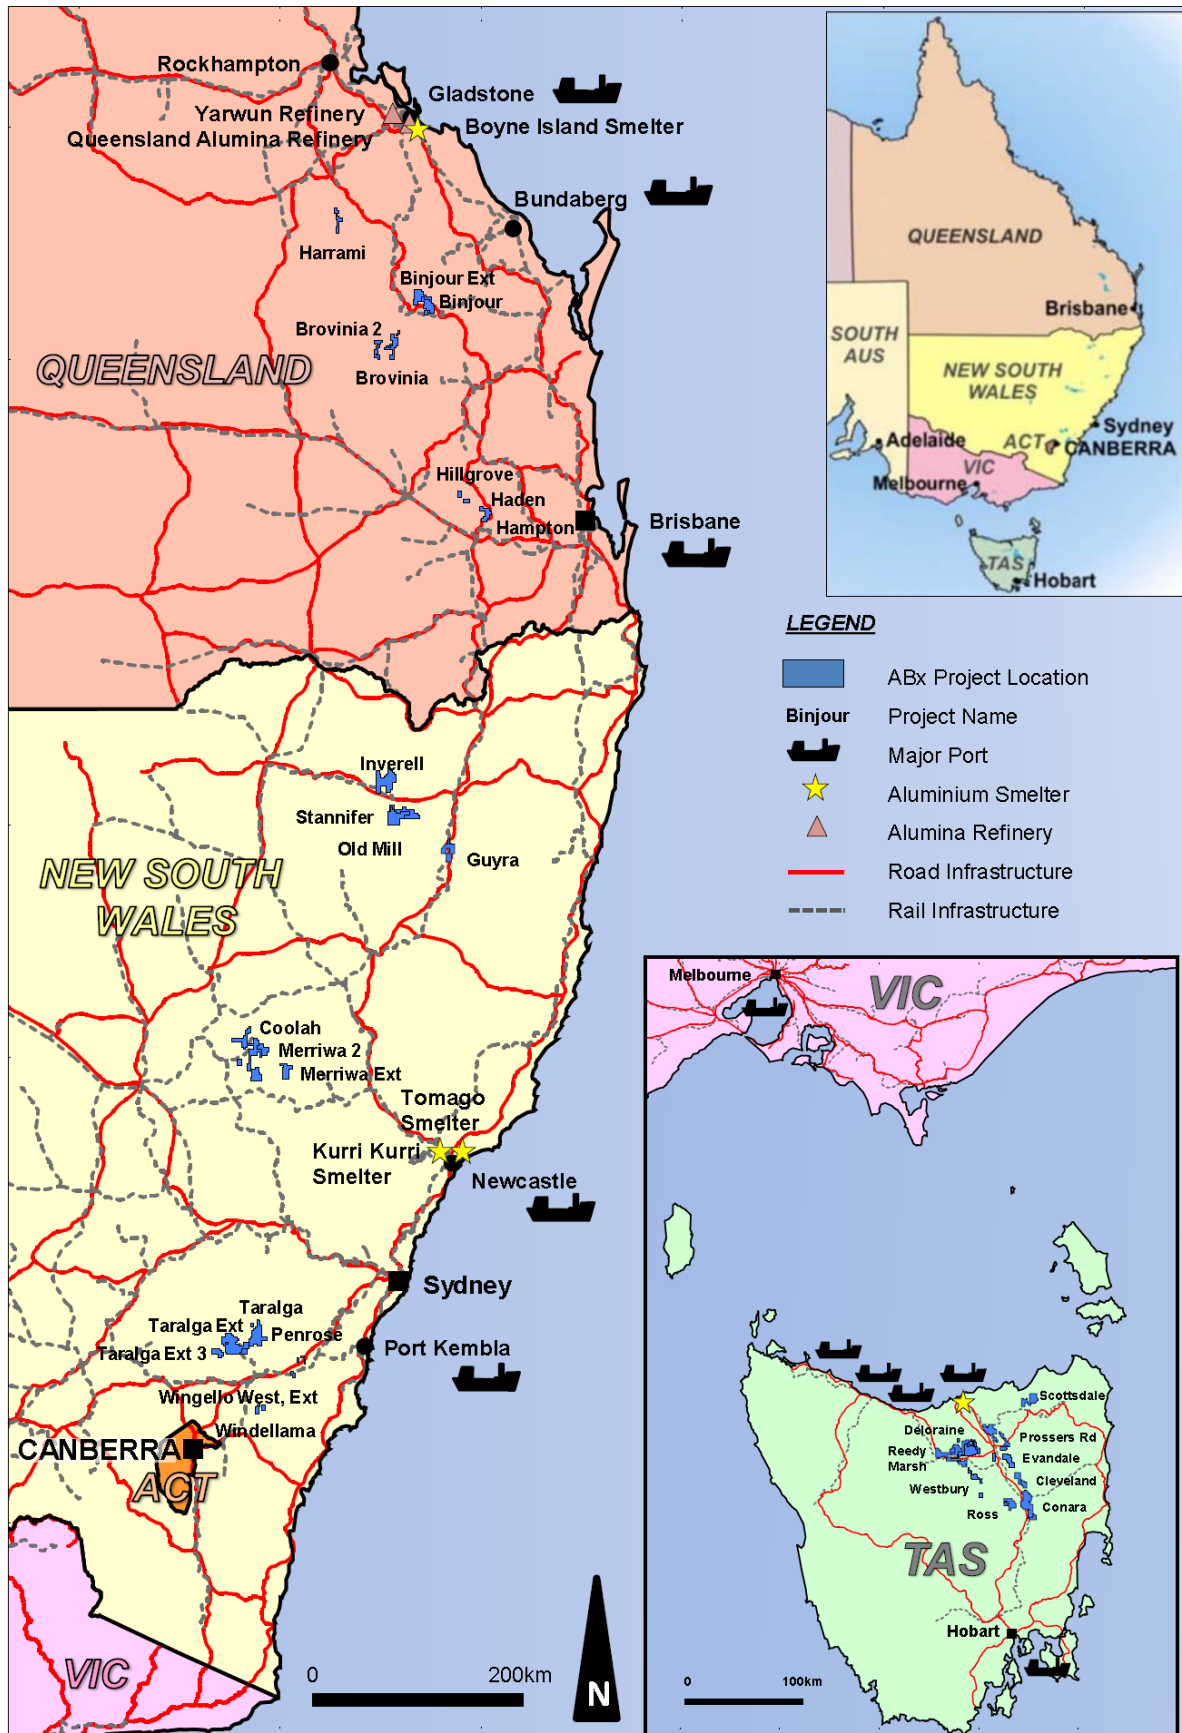 Rockhampton
Gladstone
Yarwun Refinery
Boyne Island Smelter
Queensland Alumina Refinery
Bundaberg
Harrami
Binjour Ext
Binjour
Brovinia 2
QUEENSLAND
Brovinia
Hillgrove
Haden
Hampton
Brisbane
Inverell
Stannifer
Old Mill
Guyra
NEW SOUTH
WALES
Coolah
Merriwa 2
Merriwa Ext
Tomago
Smelter
Kurri Kurri
Smelter
Newcastle
Sydney
Taralga
Taralga Ext
Penrose
Taralga Ext 3
Port Kembla
Wingello West, Ext
Windellama
CANBERRA
ACT
VIC
0
200km
N
QUEENSLAND
Brisbane
SOUTH
AUS
NEW SOUTH
WALES
Sydney
ACT
CANBERRA
Adelaide
VIC
Melbourne
TAS
Hobart
LEGEND
ABx Project Location
Binjour Project Name
Major Port
Aluminium Smelter
Alumina Refinery
Road Infrastructure
Rail Infrastructure
Melbourne
VIC
Scottsdale
Deloraine
Prossers Rd
Reedy
Marsh
Evandale
Westbury
Cleveland
Ross
Conara
TAS
Hobart
0
100km